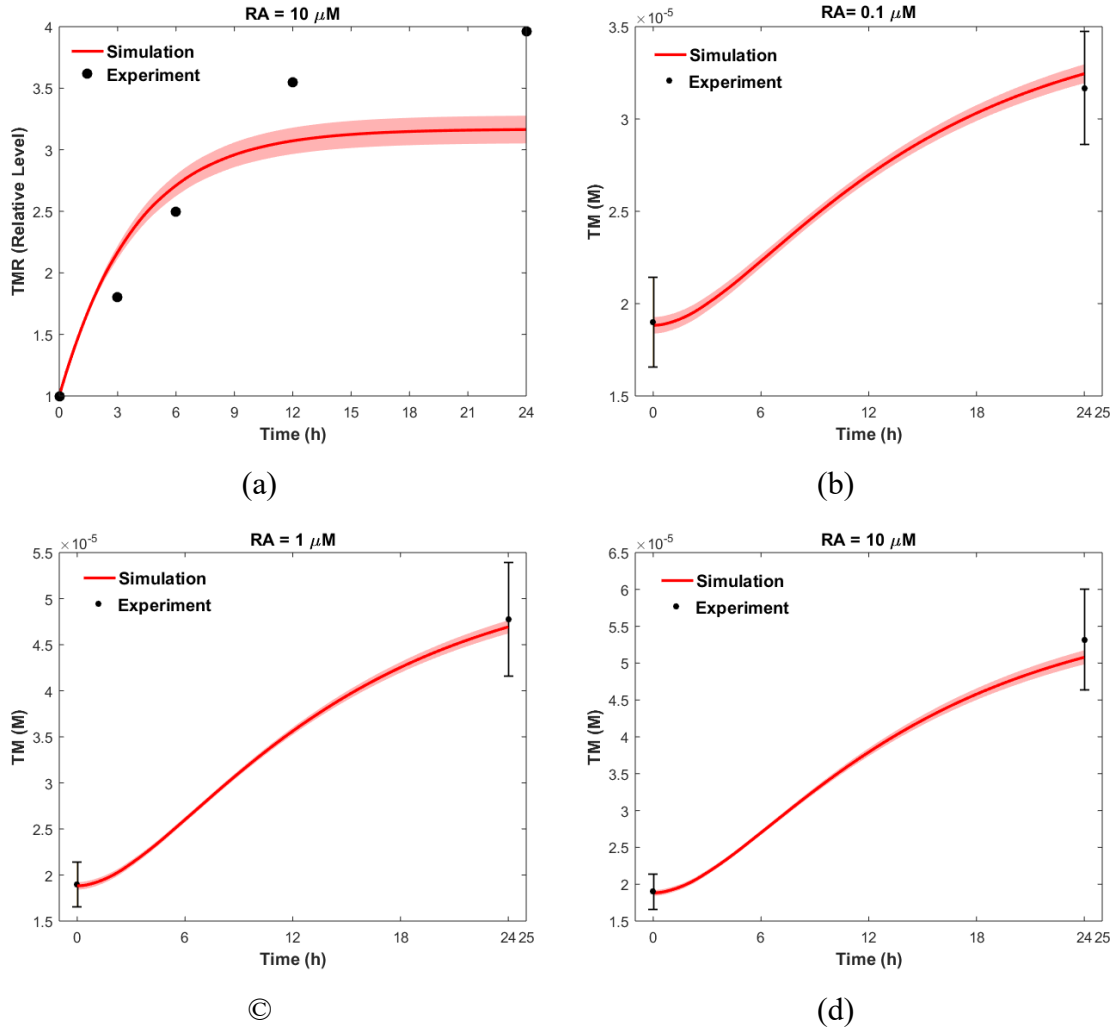 RA = 10 μM
4
3.5
3
2.5
2
1.5
1
Simulation
Experiment
TMR (Relative Level)
0 3 6 9 12 15 18 21 24
Time (h)
(a)
×10⁻⁵ RA= 0.1 μM
3.5
3
2.5
2
1.5
Simulation
Experiment
TM (M)
0 6 12 18 24 25
Time (h)
(b)
×10⁻⁵ RA = 1 μM
5.5
5
4.5
4
3.5
3
2.5
2
1.5
Simulation
Experiment
TM (M)
0 6 12 18 24 25
Time (h)
©
×10⁻⁵ RA = 10 μM
6.5
5.5
5
4.5
3.5
2.5
2
1.5
Simulation
Experiment
TM (M)
0 6 12 18 24 25
Time (h)
(d)